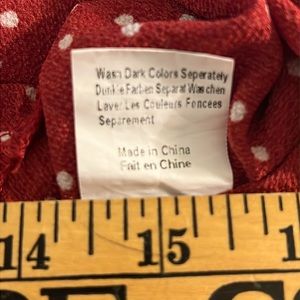 Wash Dark Colors Seperately
Dunkle Farben Separat Waschen
Laver Les Couleurs Foncees
Separement
Made in China
Fait en Chine
14 15 1